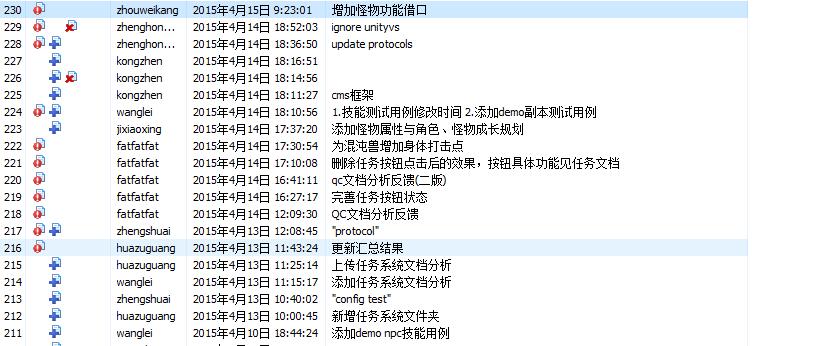 230 zhouweikang 2015年4月15日 9:23:01 增加怪物功能借口
229 zhenghon... 2015年4月14日 18:52:03 ignore unityvs
228 zhenghon... 2015年4月14日 18:36:50 update protocols
227 kongzhen 2015年4月14日 18:16:51
226 kongzhen 2015年4月14日 18:14:56
225 kongzhen 2015年4月14日 18:11:27 cms框架
224 wanglei 2015年4月14日 18:10:56 1.技能测试用例修改时间 2.添加demo副本测试用例
223 jixiaoxing 2015年4月14日 17:37:20 添加怪物属性与角色、怪物成长规划
222 fatfatfat 2015年4月14日 17:30:54 为混沌兽增加身体打击点
221 fatfatfat 2015年4月14日 17:10:08 删除任务按钮点击后的效果，按钮具体功能见任务文档
220 fatfatfat 2015年4月14日 16:41:11 qc文档分析反馈(二版)
219 fatfatfat 2015年4月14日 16:27:17 完善任务按钮状态
218 fatfatfat 2015年4月14日 12:09:30 QC文档分析反馈
217 zhengshuai 2015年4月13日 12:08:45 "protocol"
216 huazuguang 2015年4月13日 11:43:24 更新汇总结果
215 huazuguang 2015年4月13日 11:25:14 上传任务系统文档分析
214 wanglei 2015年4月13日 11:15:17 添加任务系统文档分析
213 zhengshuai 2015年4月13日 10:40:02 "config test"
212 huazuguang 2015年4月13日 10:00:45 新增任务系统文件夹
211 wanglei 2015年4月10日 18:44:24 添加demo npc技能用例